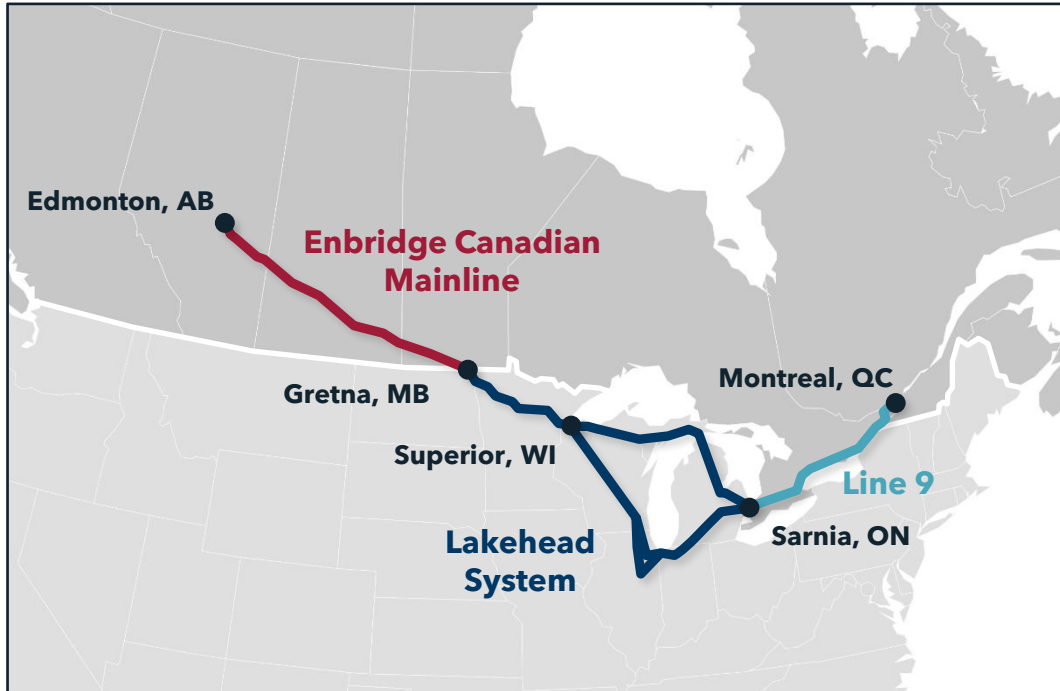 Edmonton, AB
Enbridge Canadian
Mainline
Gretna, MB
Montreal, QC
Superior, WI
Line 9
Lakehead
System
Sarnia, ON